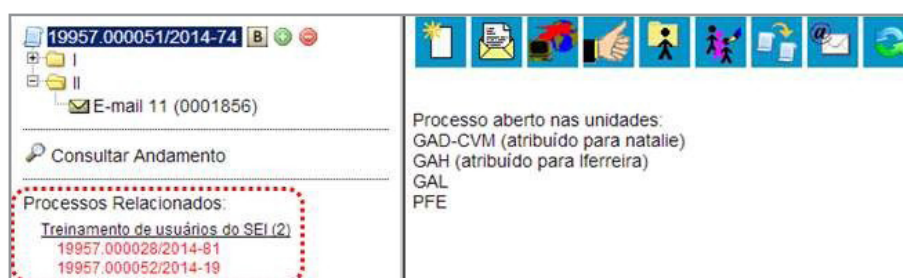 19957.000051/2014-74 B
I
II
E-mail 11 (0001856)
Consultar Andamento
Processos Relacionados:
Treinamento de usuários do SEI (2)
19957.000028/2014-81
19957.000052/2014-19
Processo aberto nas unidades:
GAD-CVM (atribuído para natalie)
GAH (atribuído para lferreira)
GAL
PFE